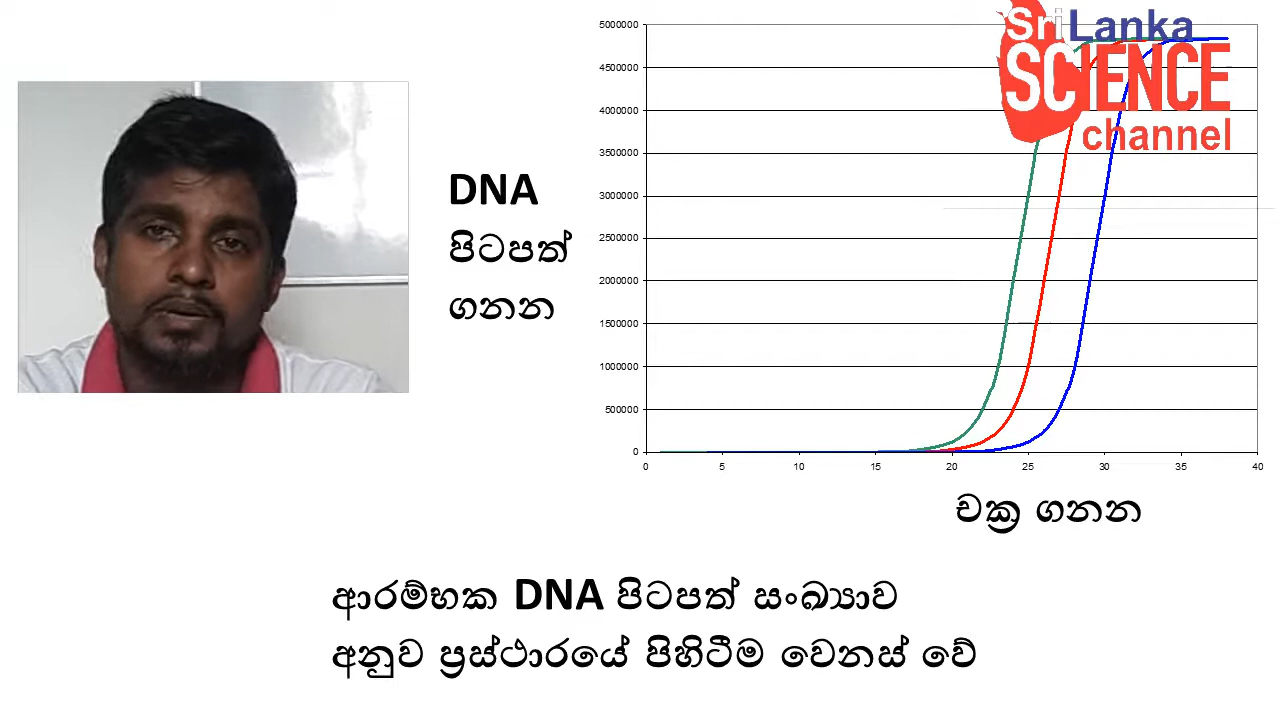 Sri Lanka
SCIENCE
channel
DNA
පිටපත්
ගනන
5000000
4500000
4000000
3500000
3000000
2500000
2000000
1500000
1000000
500000
0
0 5 10 15 20 25 30 35 40
චක්‍ර ගනන
ආරම්භක DNA පිටපත් සංඛ්‍යාව
අනුව ප්‍රස්ථාරයේ පිහිටීම වෙනස් වේ